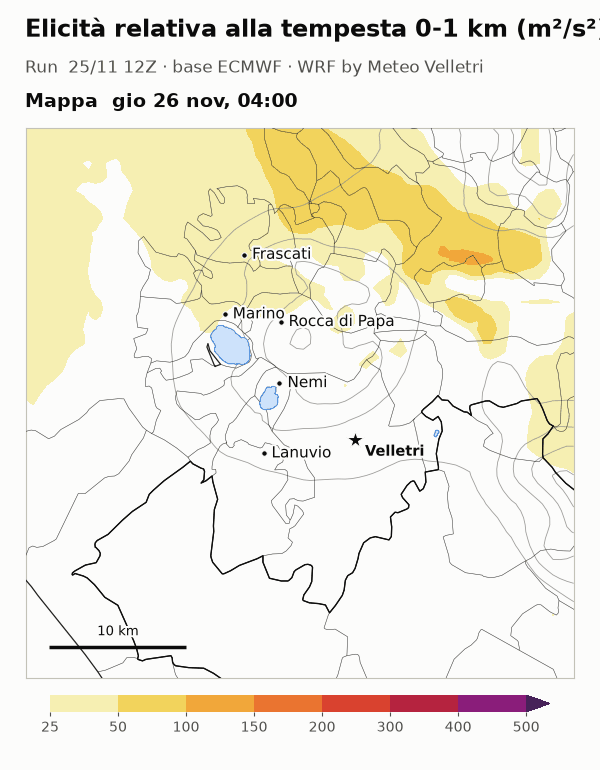 Elicità relativa alla tempesta 0-1 km (m²/s²)
Run  25/11 12Z · base ECMWF · WRF by Meteo Velletri
Mappa  gio 26 nov, 04:00
Frascati
Marino
Rocca di Papa
Nemi
Velletri
Lanuvio
10 km
25 50 100 150 200 300 400 500